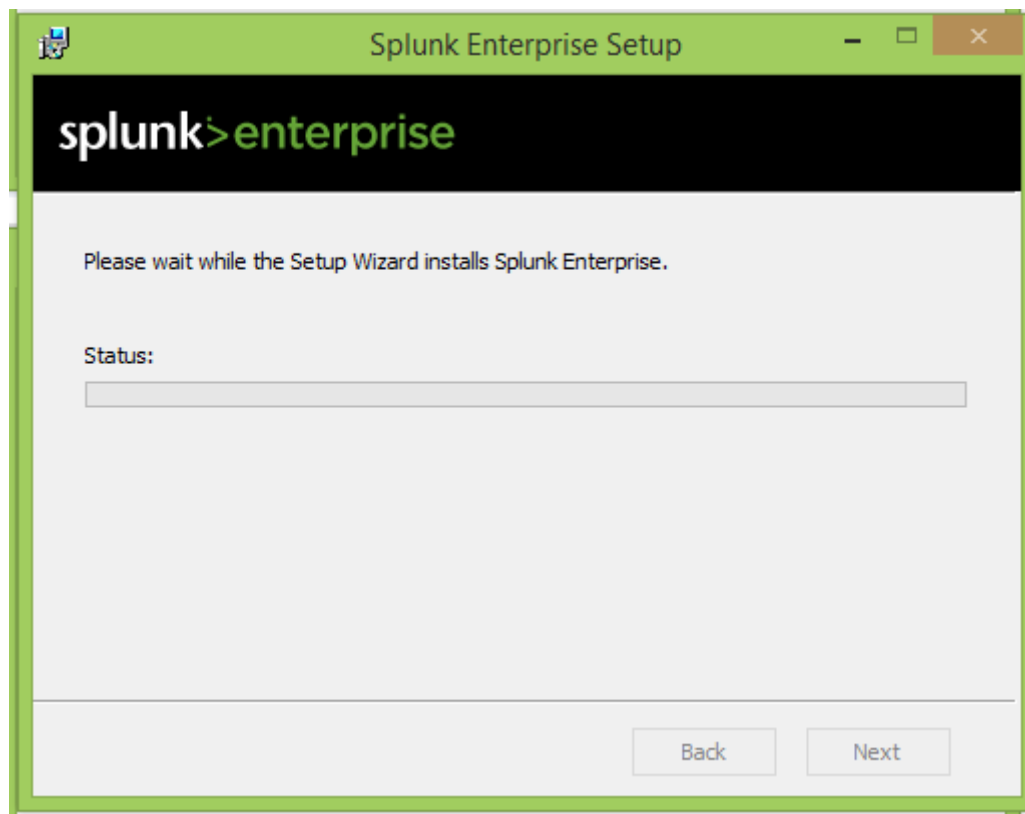 Splunk Enterprise Setup
splunk>enterprise
Please wait while the Setup Wizard installs Splunk Enterprise.
Status:
Back Next